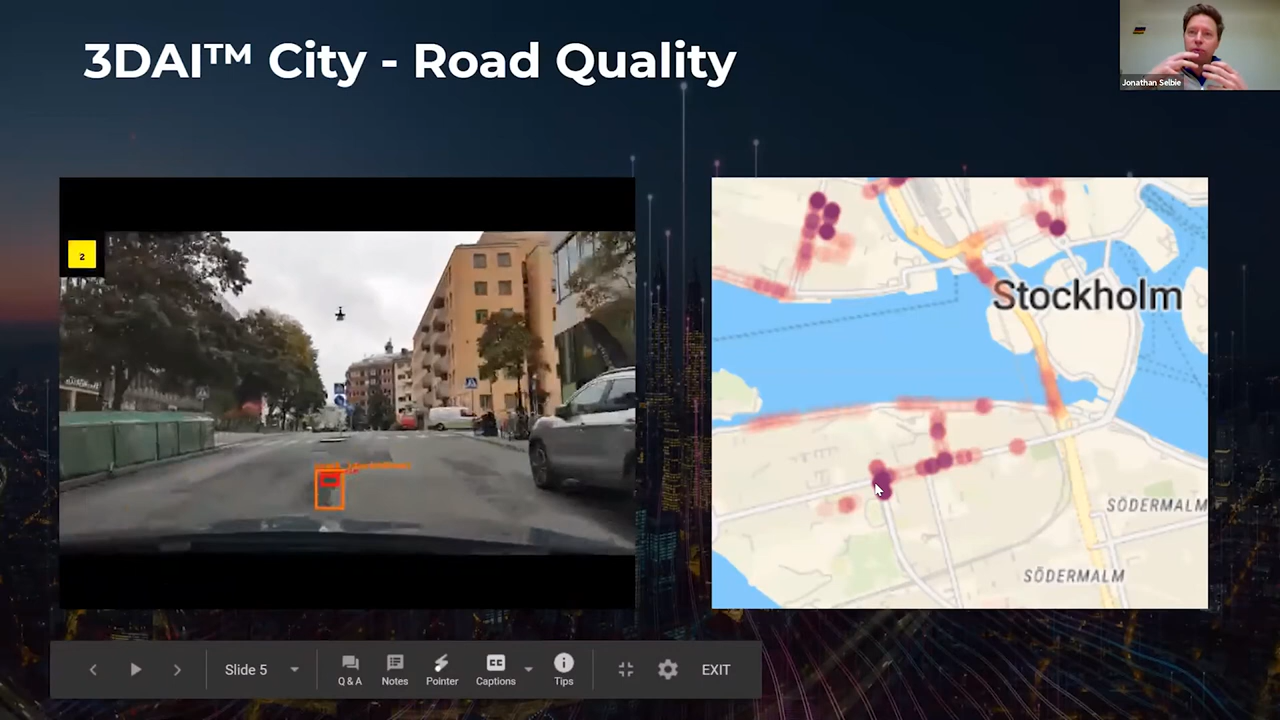 3DAI™ City - Road Quality
Jonathan Selbie
2
Stockholm
SÖDERMALM
SÖDERMALM
Slide 5
Q & A
Notes
Pointer
Captions
Tips
EXIT